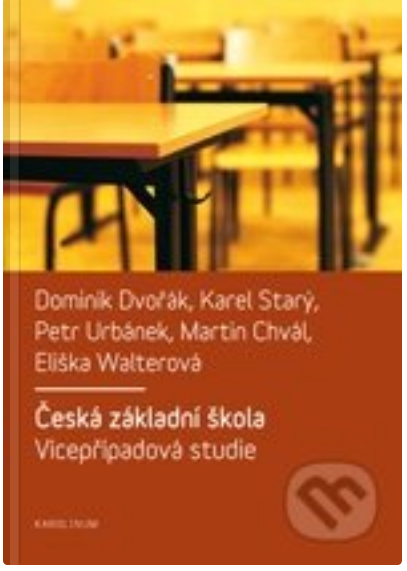 Dominik Dvořák, Karel Starý,
Petr Urbánek, Martin Chvál,
Eliška Walterová
Česká základní škola
Vícepřípadová studie
KAROLINUM